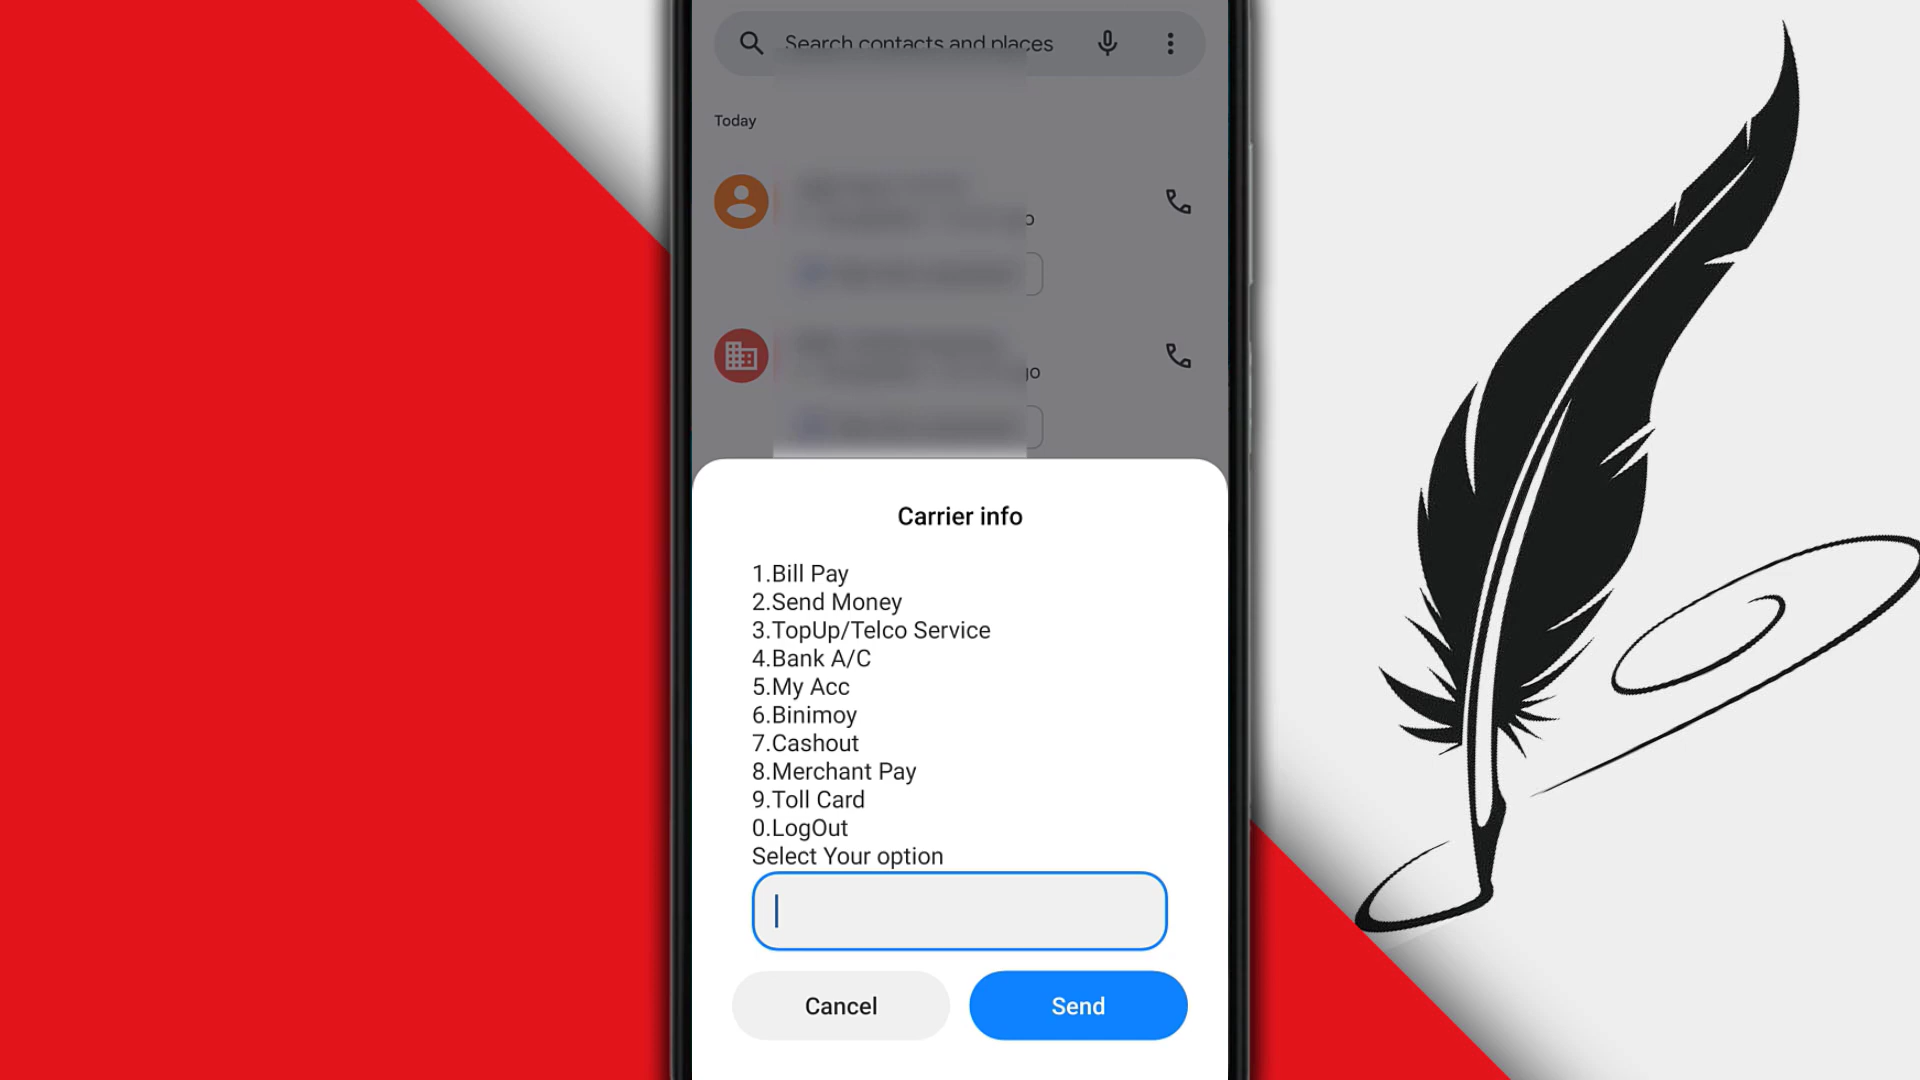 Search contacts and places
Today
o
go
Carrier info
1.Bill Pay
2.Send Money
3.TopUp/Telco Service
4.Bank A/C
5.My Acc
6.Binimoy
7.Cashout
8.Merchant Pay
9.Toll Card
0.LogOut
Select Your option
Cancel
Send